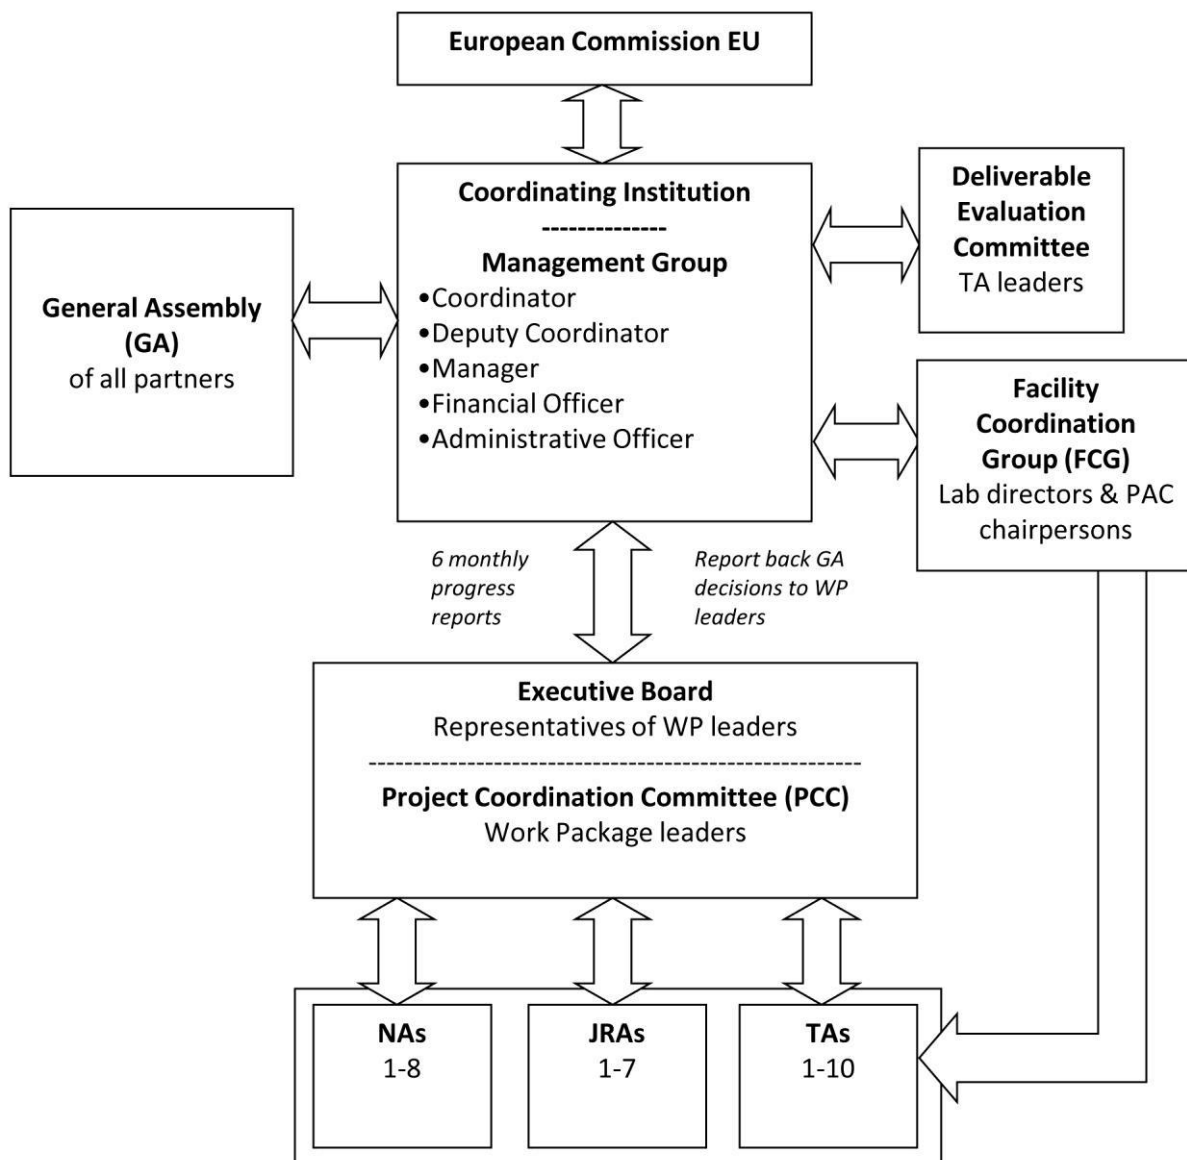 European Commission EU
Coordinating Institution
--------------
Management Group
•Coordinator
•Deputy Coordinator
•Manager
•Financial Officer
•Administrative Officer
Deliverable
Evaluation
Committee
TA leaders
General Assembly
(GA)
of all partners
Facility
Coordination
Group (FCG)
Lab directors & PAC
chairpersons
6 monthly
progress
reports
Report back GA
decisions to WP
leaders
Executive Board
Representatives of WP leaders
-------------------------------------------------------
Project Coordination Committee (PCC)
Work Package leaders
NAs
1-8
JRAs
1-7
TAs
1-10